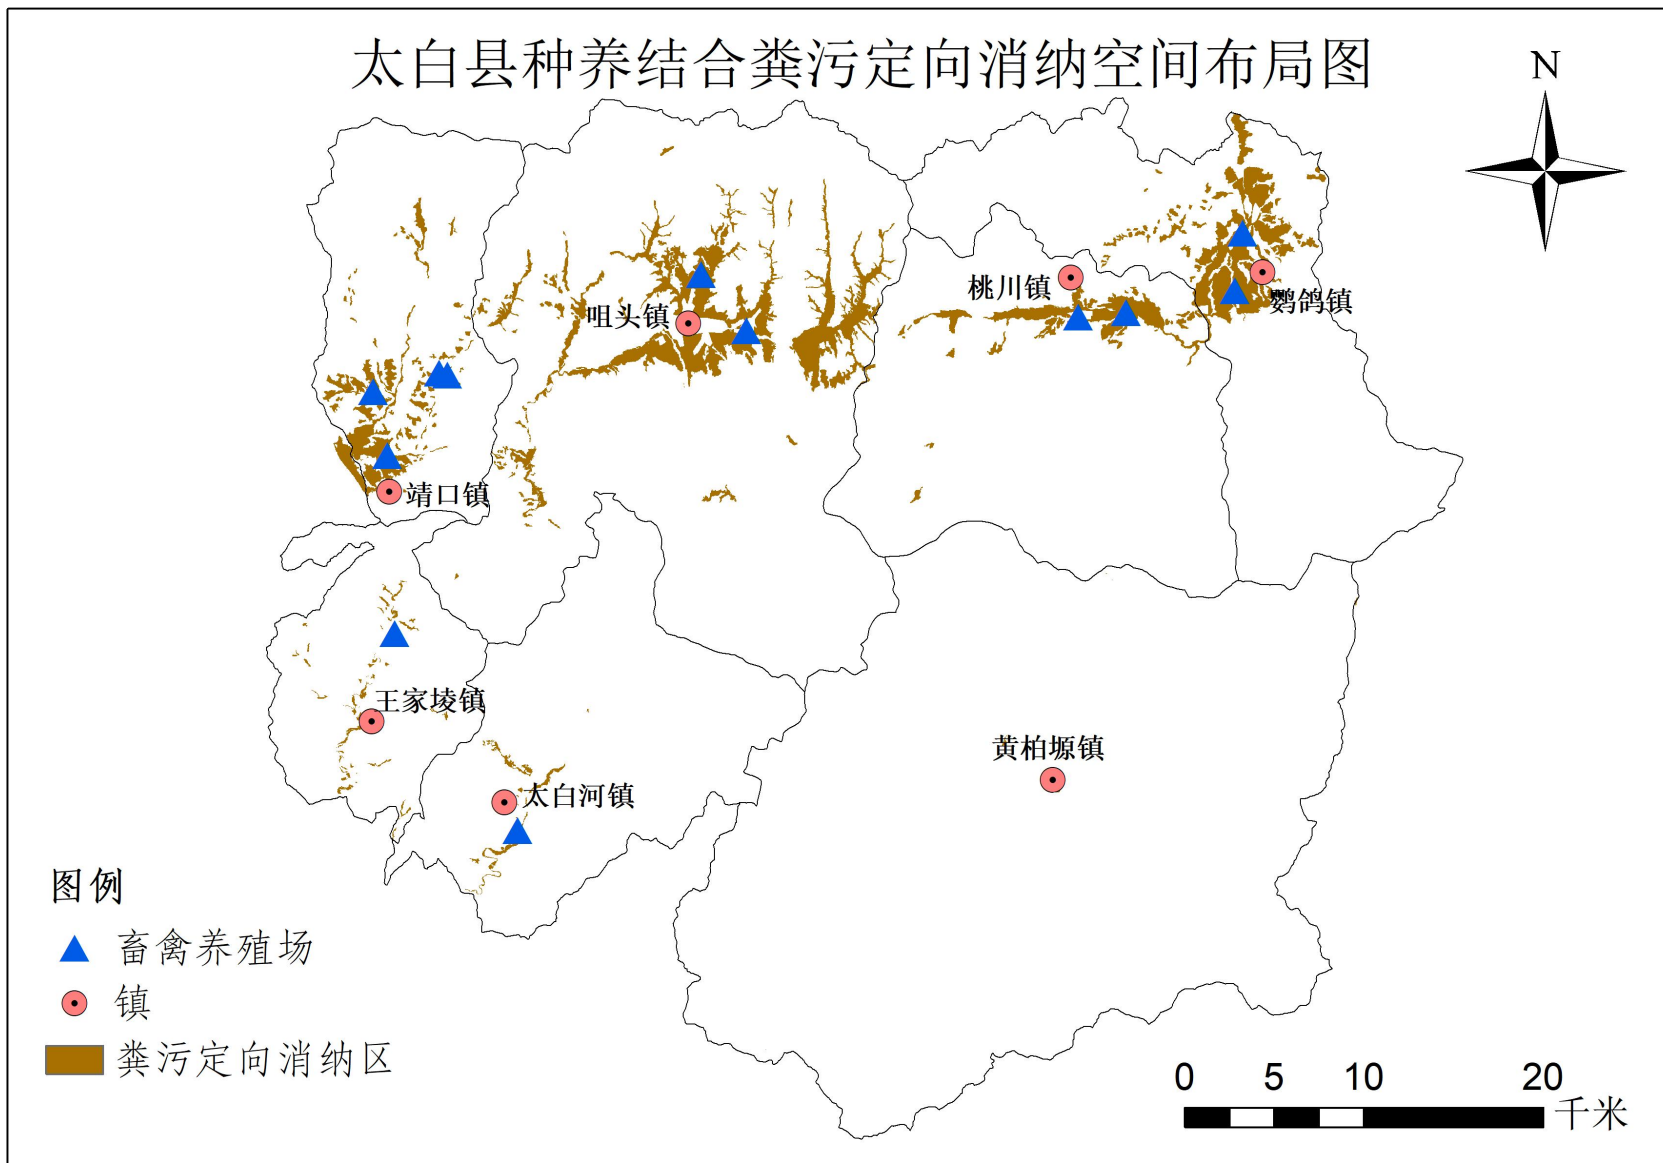 太白县种养结合粪污定向消纳空间布局图
N
桃川镇
鹦鸽镇
咀头镇
靖口镇
王家堎镇
黄柏塬镇
太白河镇
图例
畜禽养殖场
镇
粪污定向消纳区
0 5 10 20
千米